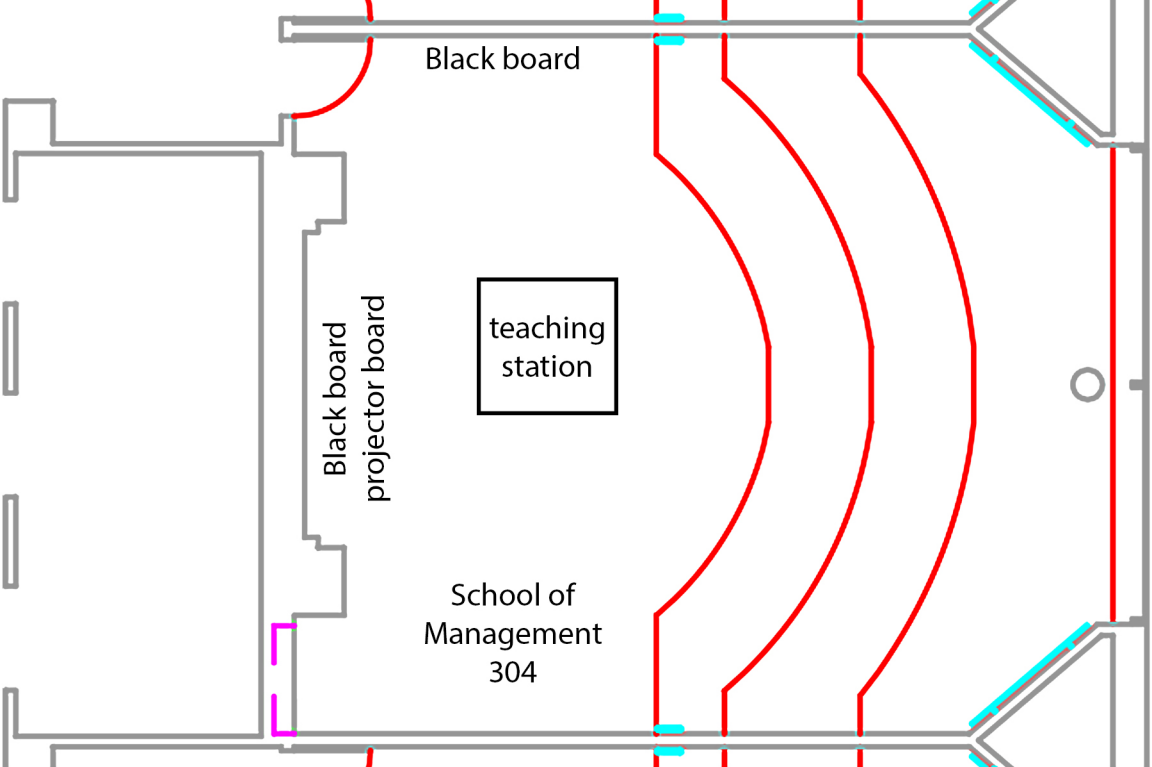 Black board
Black board
projector board
teaching
station
School of
Management
304